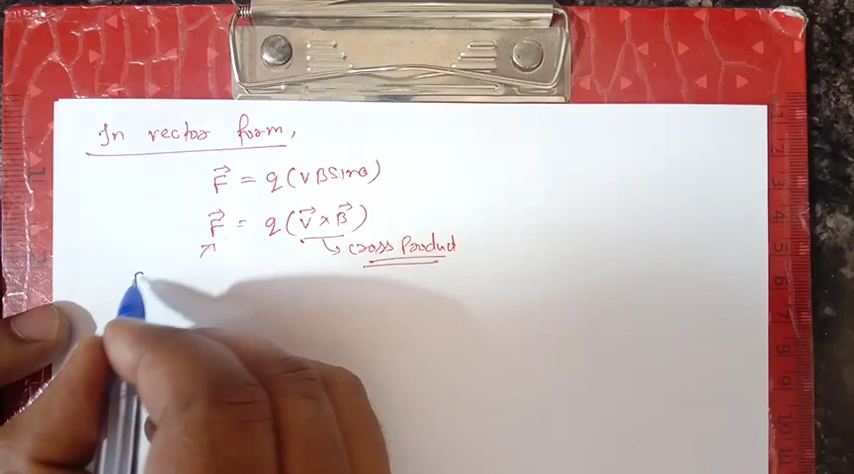 In vector form,
F⃗ = q(VBSinθ)
F⃗ = q(V⃗ × B⃗)
cross Product